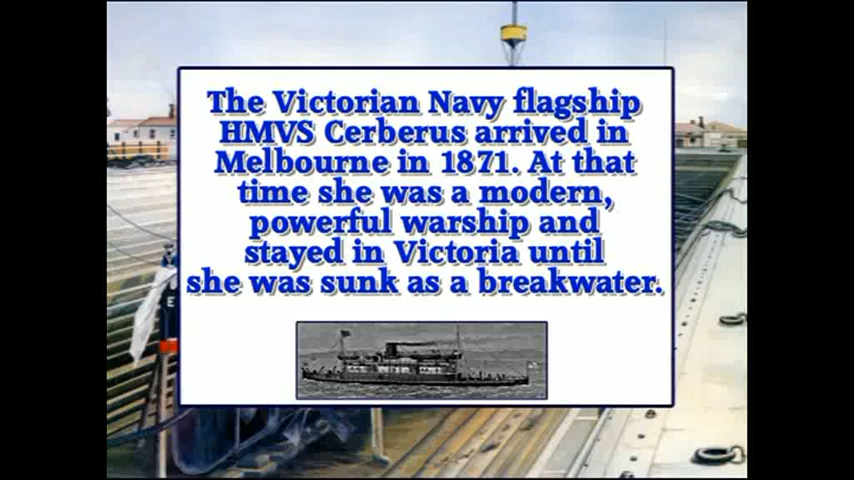 The Victorian Navy flagship
HMVS Cerberus arrived in
Melbourne in 1871. At that
time she was a modern,
powerful warship and
stayed in Victoria until
she was sunk as a breakwater.
E